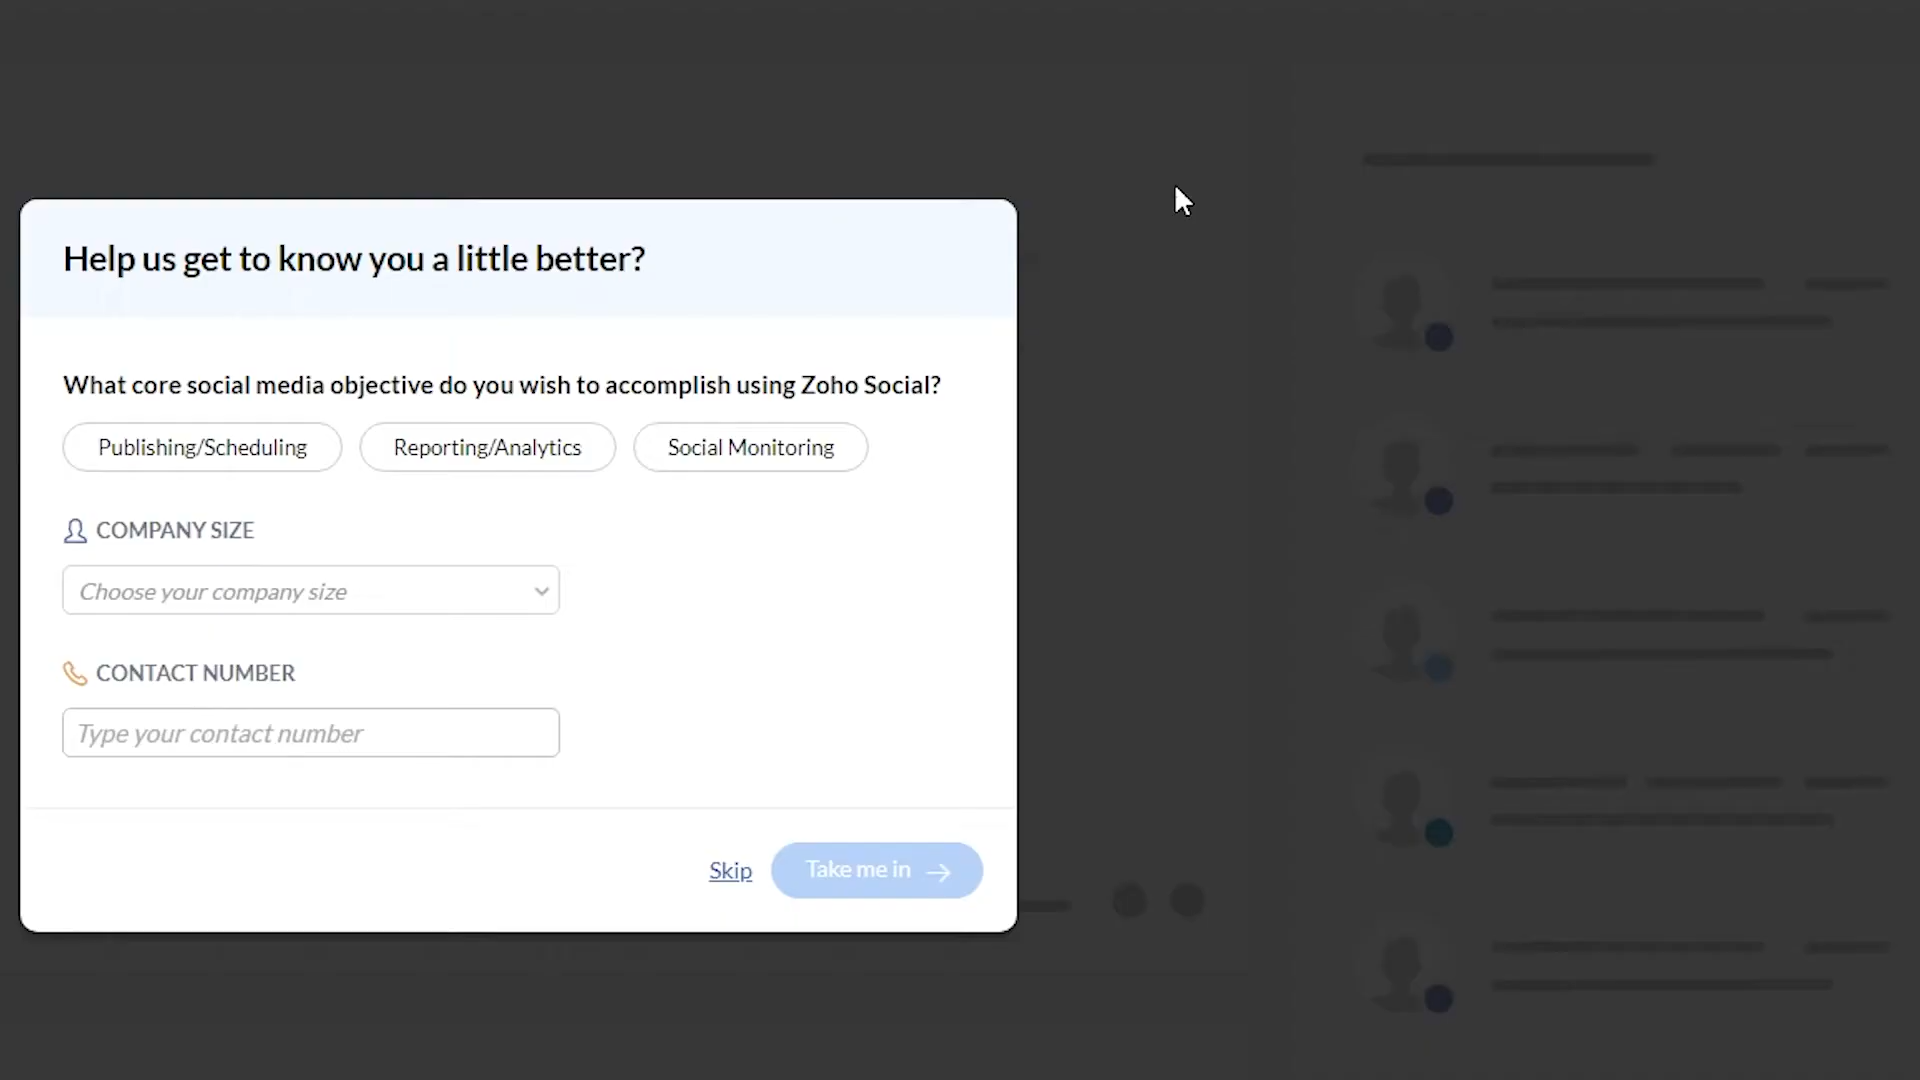 Help us get to know you a little better?
What core social media objective do you wish to accomplish using Zoho Social?
Publishing/Scheduling Reporting/Analytics Social Monitoring
COMPANY SIZE
Choose your company size
CONTACT NUMBER
Type your contact number
Skip Take me in